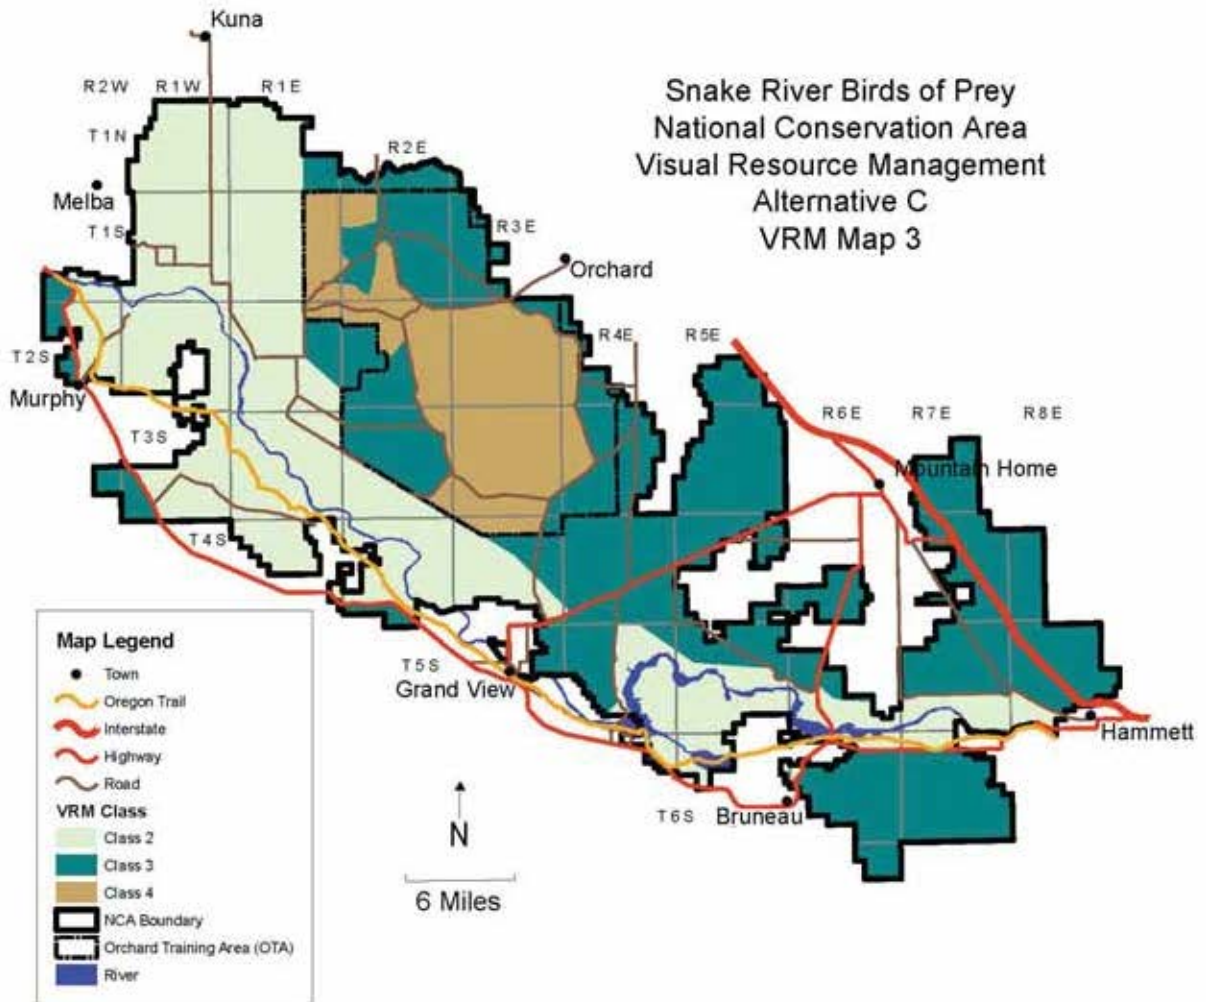 Kuna
R2W R1W R1E
T1N
R2E
Melba
T1S
R3E
Orchard
Snake River Birds of Prey
National Conservation Area
Visual Resource Management
Alternative C
VRM Map 3
R4E R5E
T2S
Murphy
R6E R7E R8E
T3S
Mountain Home
T4S
T5S
Grand View
Hammett
T6S Bruneau
N
6 Miles
Map Legend
Town
Oregon Trail
Interstate
Highway
Road
VRM Class
Class 2
Class 3
Class 4
NCA Boundary
Orchard Training Area (OTA)
River